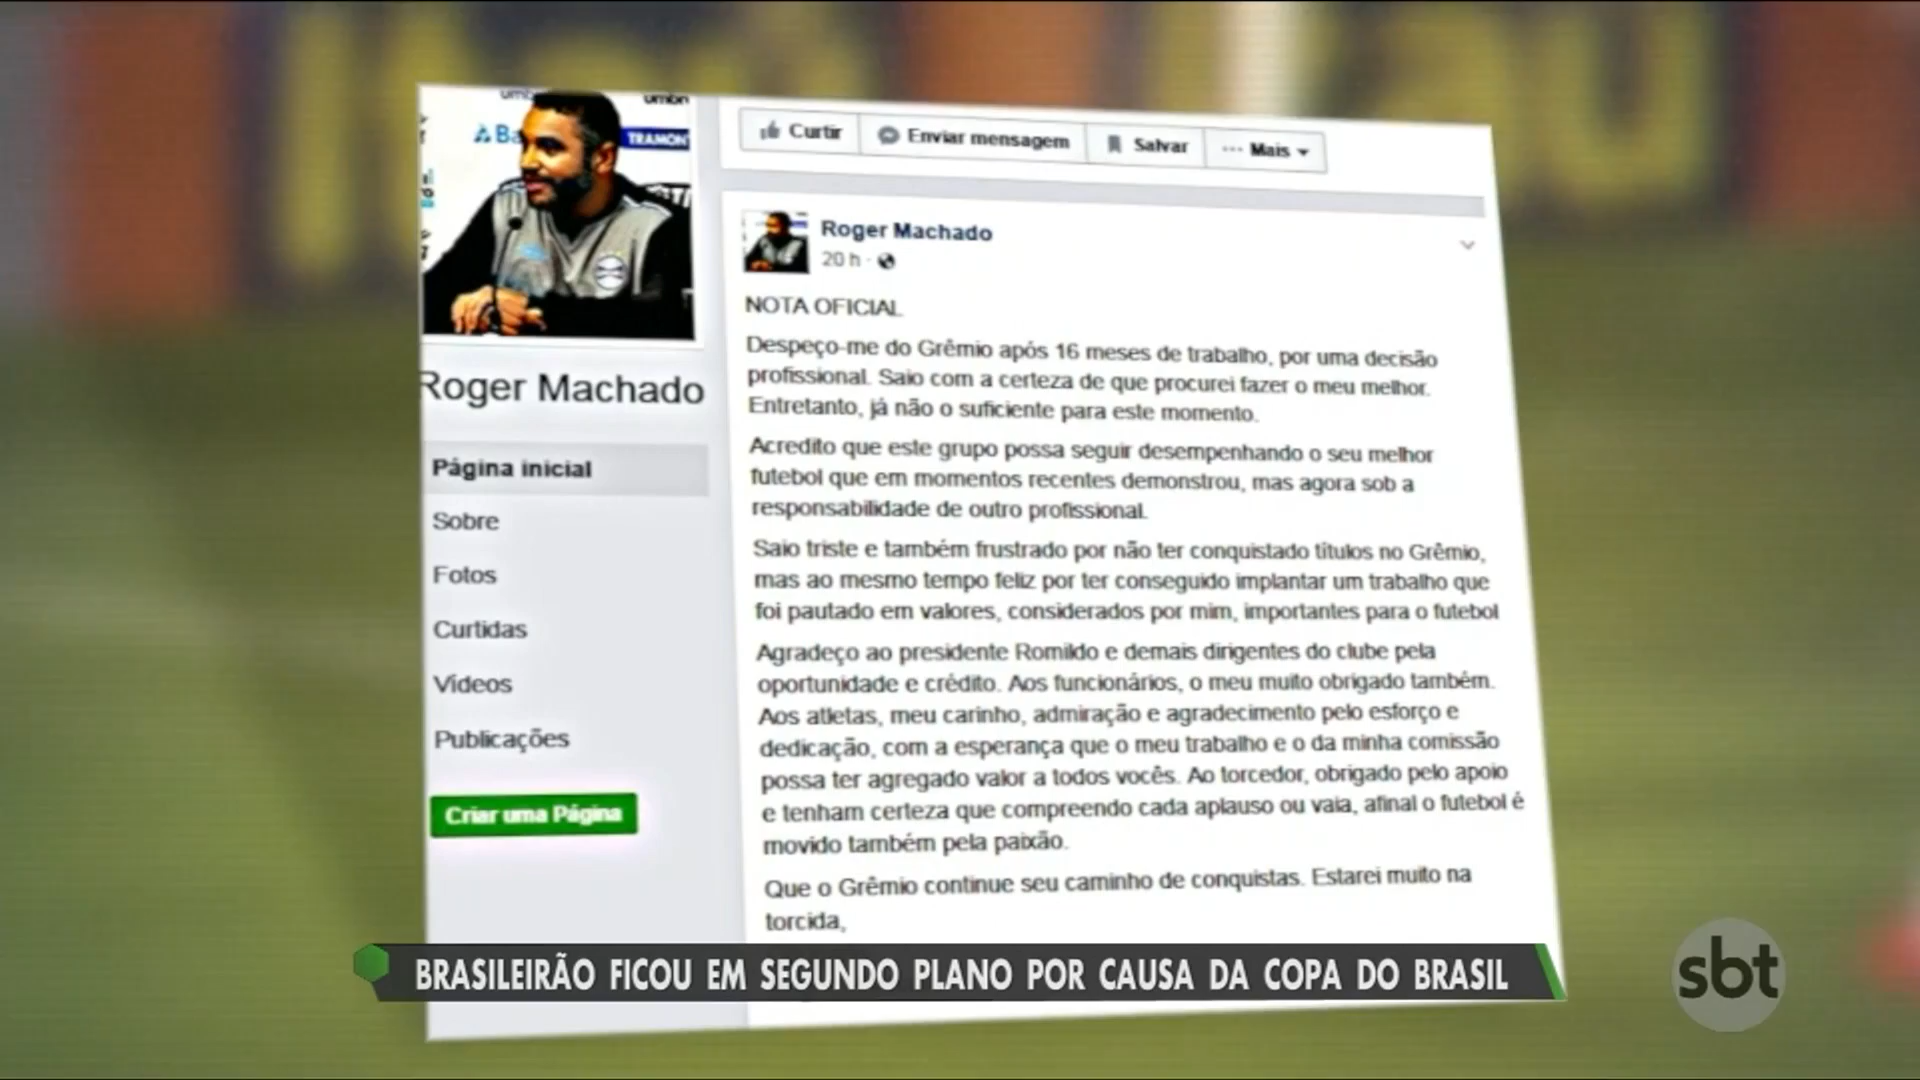 umbro
umbro
Ba
TRAMON
Roger Machado
Página inicial
Sobre
Fotos
Curtidas
Vídeos
Publicações
Criar uma Página
Curtir
Enviar mensagem
Salvar
Mais
Roger Machado
20 h
NOTA OFICIAL
Despeço-me do Grêmio após 16 meses de trabalho, por uma decisão
profissional. Saio com a certeza de que procurei fazer o meu melhor.
Entretanto, já não o suficiente para este momento.
Acredito que este grupo possa seguir desempenhando o seu melhor
futebol que em momentos recentes demonstrou, mas agora sob a
responsabilidade de outro profissional.
Saio triste e também frustrado por não ter conquistado títulos no Grêmio,
mas ao mesmo tempo feliz por ter conseguido implantar um trabalho que
foi pautado em valores, considerados por mim, importantes para o futebol
Agradeço ao presidente Romildo e demais dirigentes do clube pela
oportunidade e crédito. Aos funcionários, o meu muito obrigado também.
Aos atletas, meu carinho, admiração e agradecimento pelo esforço e
dedicação, com a esperança que o meu trabalho e o da minha comissão
possa ter agregado valor a todos vocês. Ao torcedor, obrigado pelo apoio
e tenham certeza que compreendo cada aplauso ou vaia, afinal o futebol é
movido também pela paixão.
Que o Grêmio continue seu caminho de conquistas. Estarei muito na
torcida,
BRASILEIRÃO FICOU EM SEGUNDO PLANO POR CAUSA DA COPA DO BRASIL
sbt